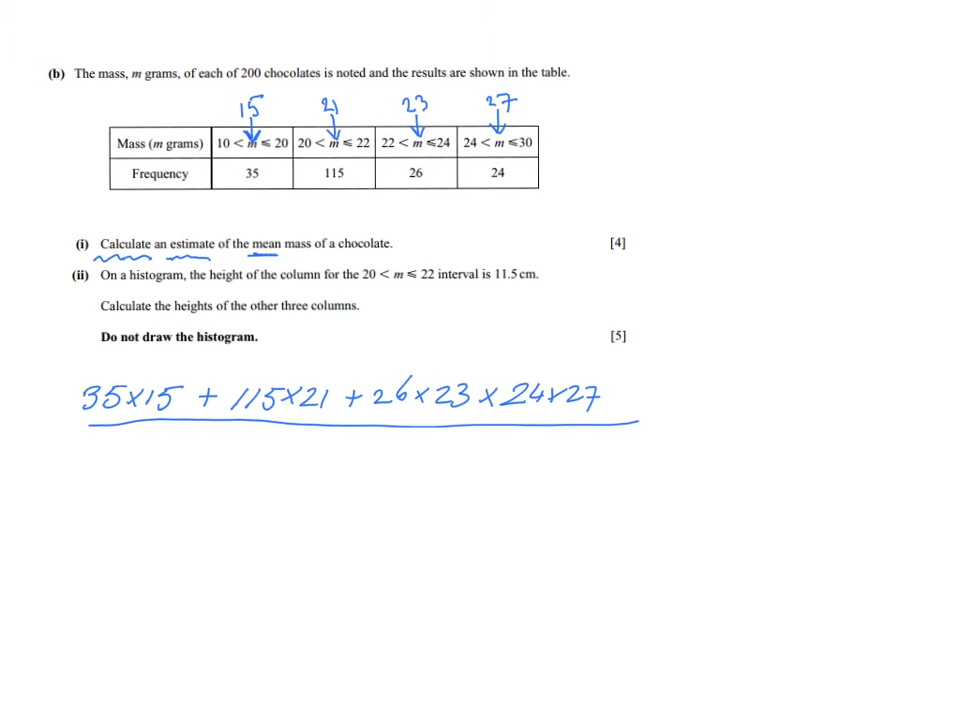 (b) The mass, m grams, of each of 200 chocolates is noted and the results are shown in the table.
15 21 23 27
Mass (m grams) 10 < m ⩽ 20 20 < m ⩽ 22 22 < m ⩽24 24 < m ⩽30
Frequency 35 115 26 24
(i) Calculate an estimate of the mean mass of a chocolate. [4]
(ii) On a histogram, the height of the column for the 20 < m ⩽ 22 interval is 11.5 cm.
Calculate the heights of the other three columns.
Do not draw the histogram. [5]
35×15 + 115×21 + 26×23 × 24×27